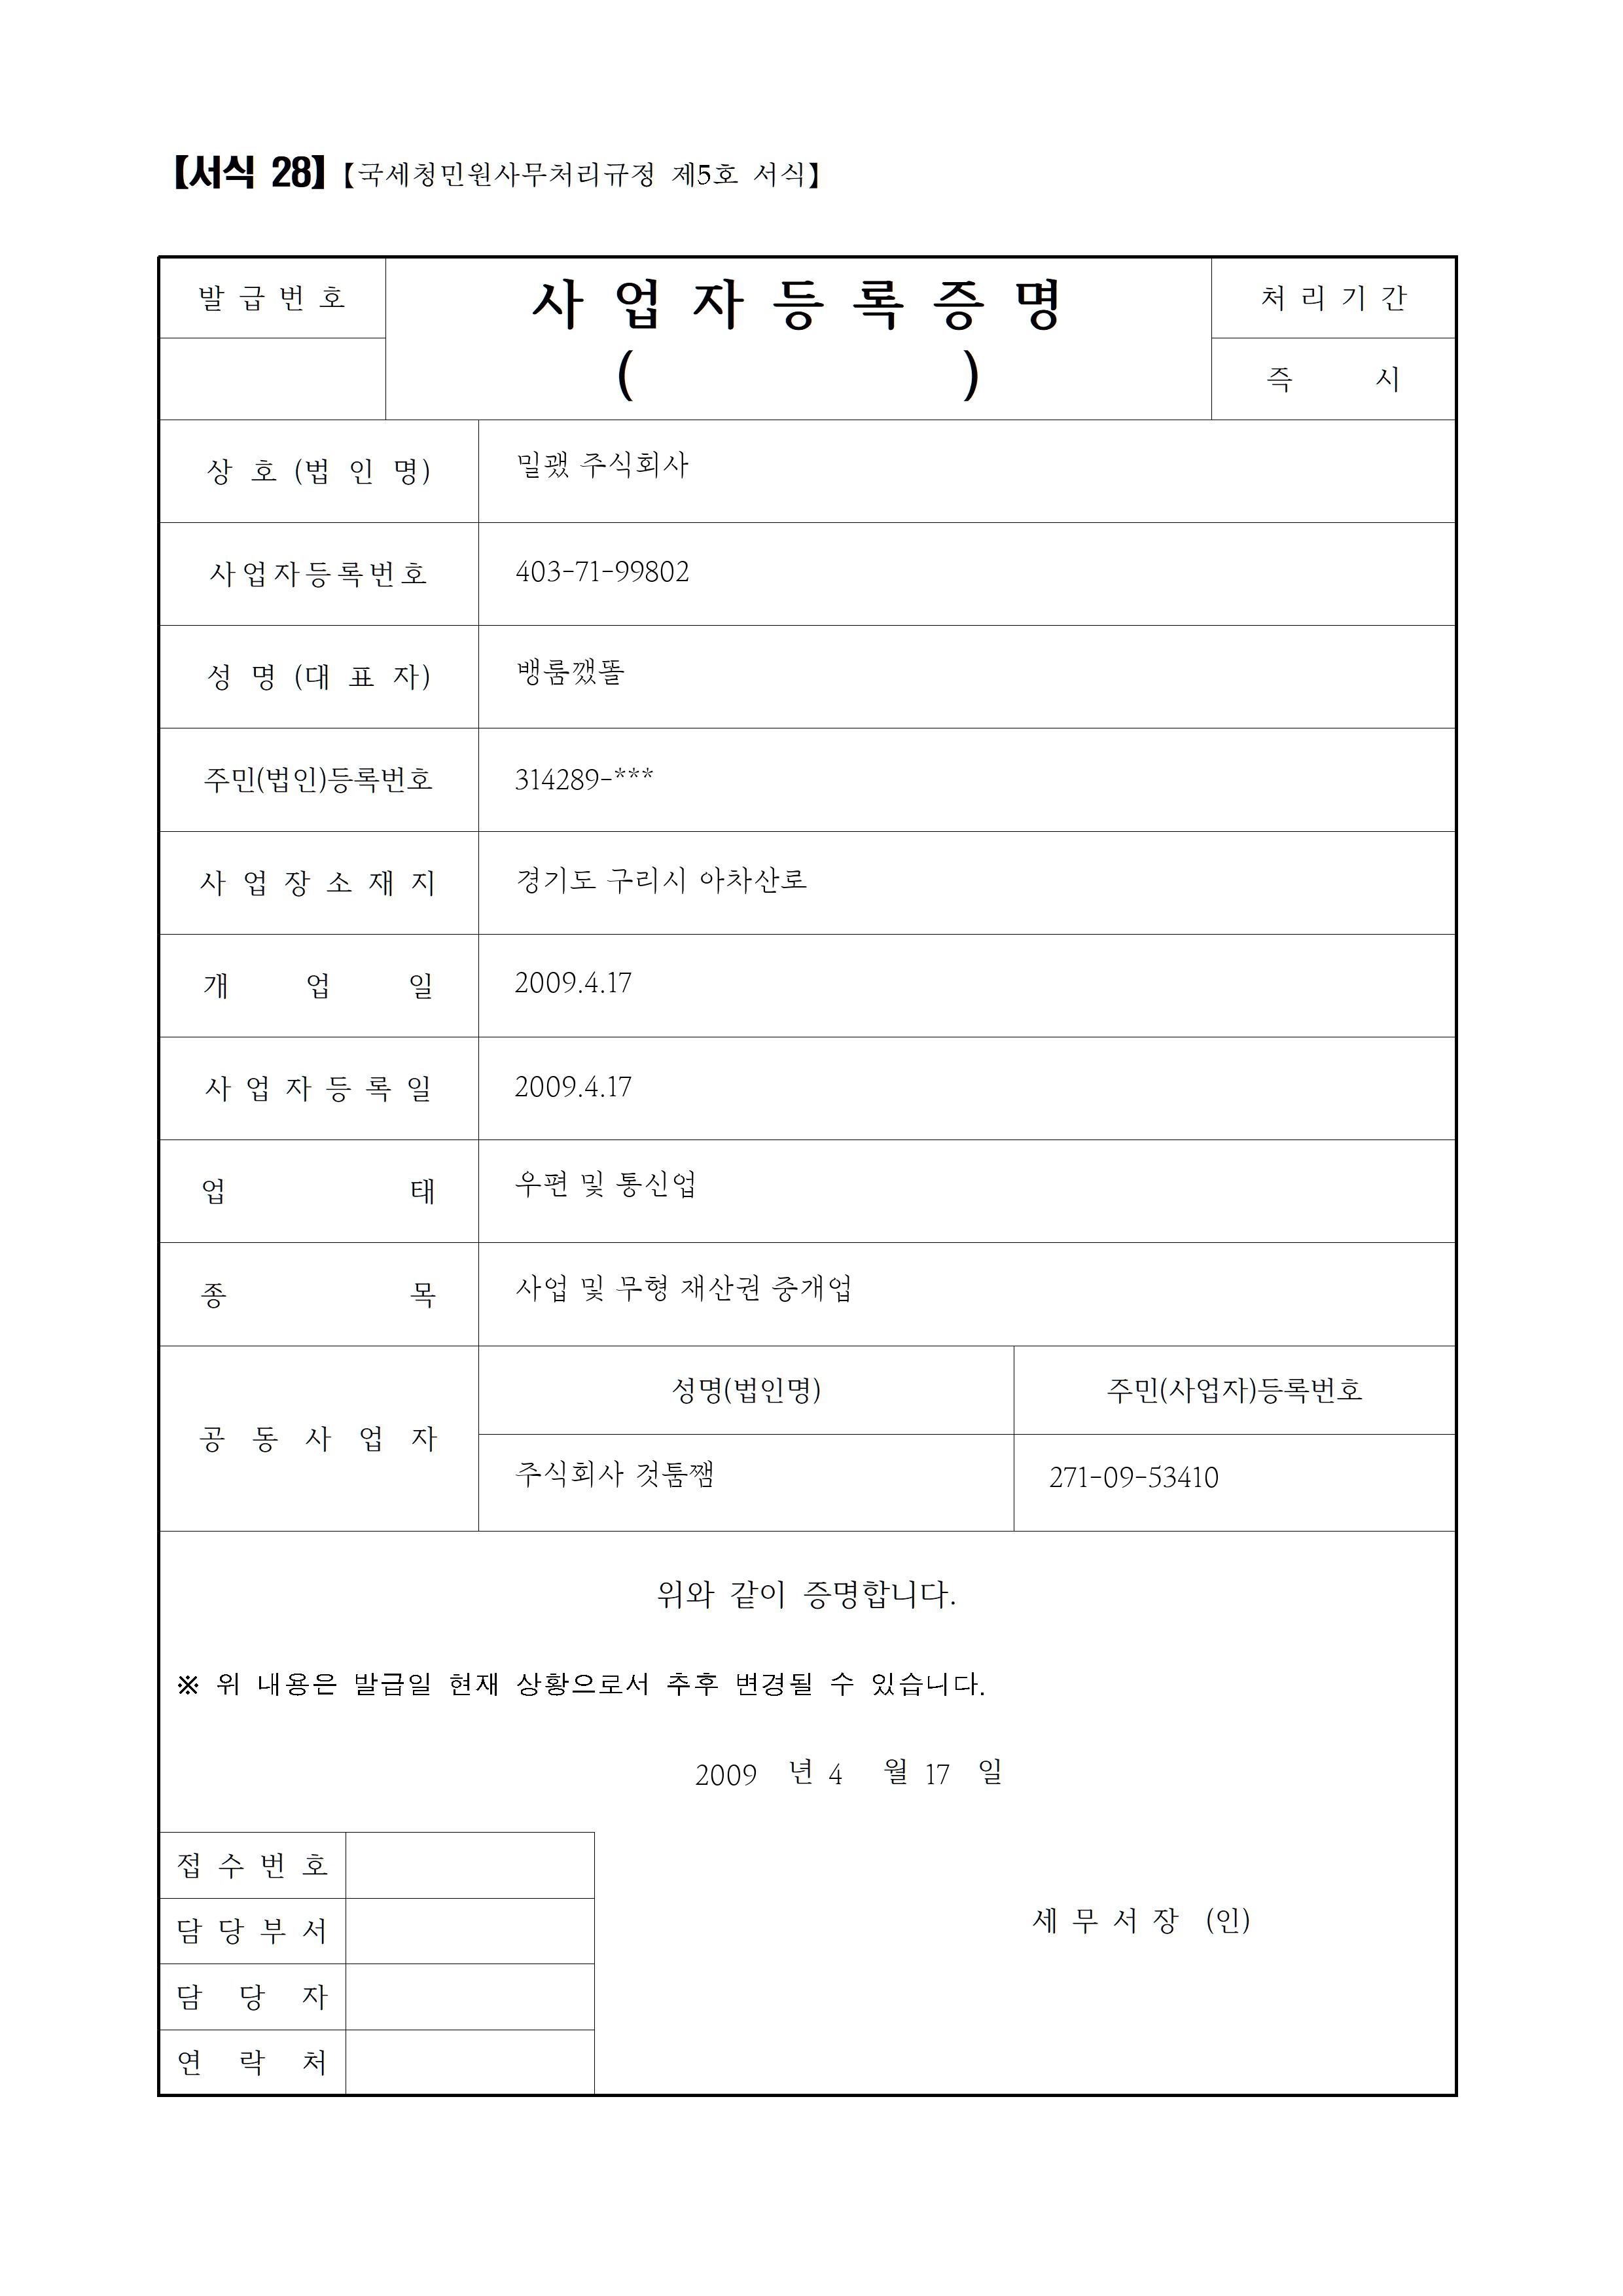 【서식 28】【국세청민원사무처리규정 제5호 서식】
발급번호
사업자등록증명
( )
처리기간
즉 시
상 호 (법 인 명) 밀괬 주식회사
사업자등록번호 403-71-99802
성 명 (대 표 자) 뱅룸깼똘
주민(법인)등록번호 314289-***
사 업 장 소 재 지 경기도 구리시 아차산로
개 업 일 2009.4.17
사 업 자 등 록 일 2009.4.17
업 태 우편 및 통신업
종 목 사업 및 무형 재산권 중개업
공 동 사 업 자
성명(법인명) 주민(사업자)등록번호
주식회사 것툼쨈 271-09-53410
위와 같이 증명합니다.
※ 위 내용은 발급일 현재 상황으로서 추후 변경될 수 있습니다.
2009 년 4 월 17 일
접 수 번 호
담 당 부 서
세 무 서 장 (인)
담 당 자
연 락 처